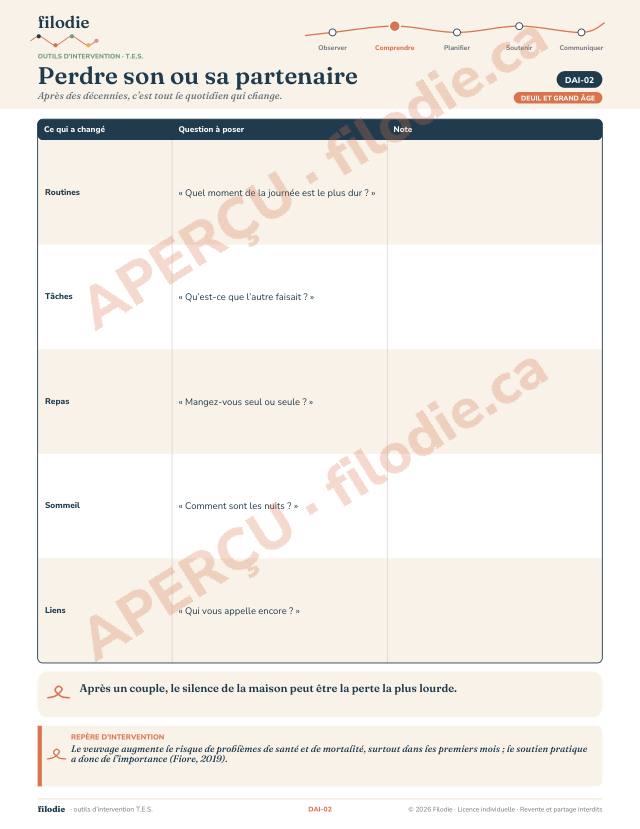 filodie
OUTILS D'INTERVENTION · T.E.S.
Observer
Comprendre
Planifier
Soutenir
Communiquer
Perdre son ou sa partenaire
Après des décennies, c'est tout le quotidien qui change.
DAI-02
DEUIL ET GRAND ÂGE
Ce qui a changé
Question à poser
Note
Routines
« Quel moment de la journée est le plus dur ? »
Tâches
« Qu'est-ce que l'autre faisait ? »
Repas
« Mangez-vous seul ou seule ? »
Sommeil
« Comment sont les nuits ? »
Liens
« Qui vous appelle encore ? »
APERÇU · filodie.ca
APERÇU · filodie.ca
Après un couple, le silence de la maison peut être la perte la plus lourde.
REPÈRE D'INTERVENTION
Le veuvage augmente le risque de problèmes de santé et de mortalité, surtout dans les premiers mois ; le soutien pratique
a donc de l'importance (Fiore, 2019).
filodie · outils d'intervention T.E.S.
DAI-02
© 2026 Filodie · Licence individuelle · Revente et partage interdits